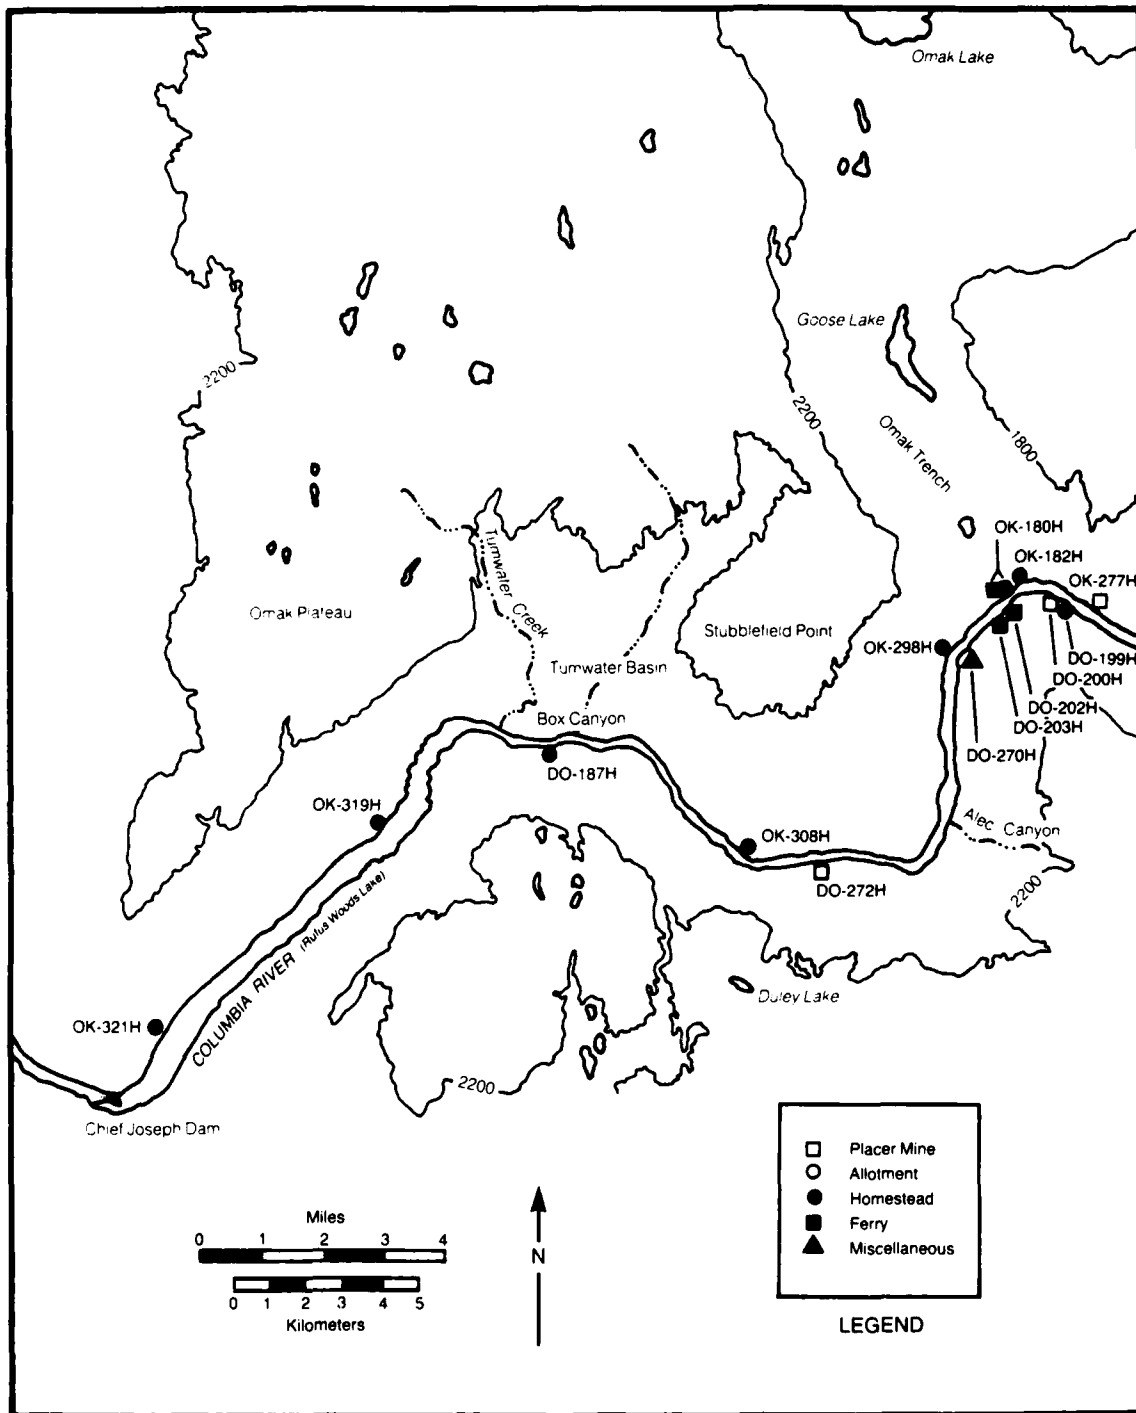 Omak Lake
Goose Lake
2200
2200
Omak Trench
1800
OK-180H
OK-182H
OK-277H
Tumwater Creek
Omak Plateau
Stubblefield Point
OK-298H
DO-199H
Tumwater Basin
DO-200H
DO-202H
Box Canyon
DO-203H
DO-270H
DO-187H
OK-319H
Alec Canyon
OK-308H
DO-272H
2200
COLUMBIA RIVER (Rufus Woods Lake)
Duley Lake
OK-321H
2200
Chief Joseph Dam
Placer Mine
Allotment
Homestead
Ferry
Miscellaneous
LEGEND
Miles
0 1 2 3 4
N
0 1 2 3 4 5
Kilometers